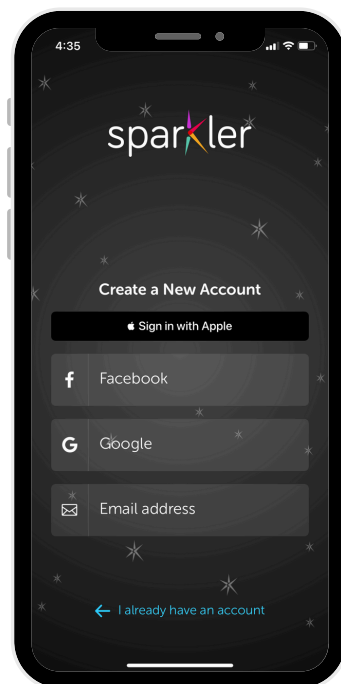 4:35
sparkler
Create a New Account
Sign in with Apple
Facebook
Google
Email address
I already have an account